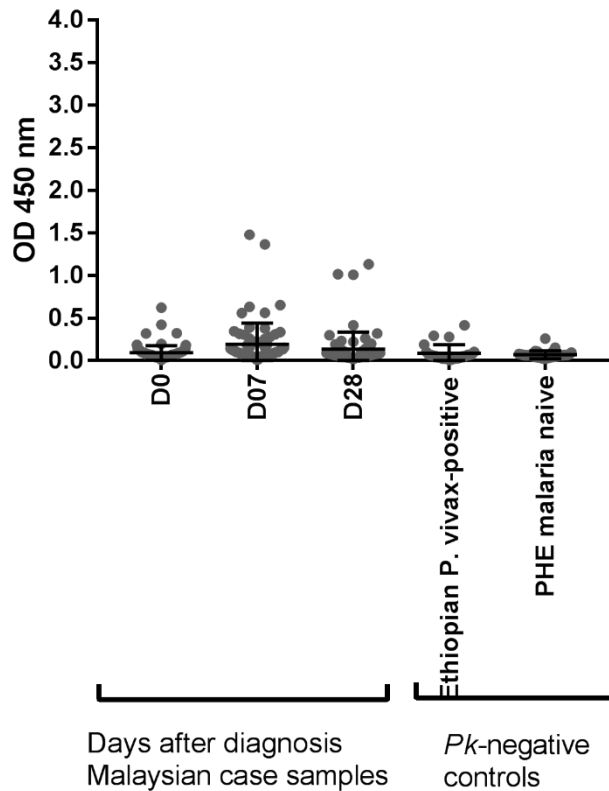 OD 450 nm
4.0
3.5
3.0
2.5
2.0
1.5
1.0
0.5
0.0
D0
D07
D28
Ethiopian P. vivax-positive
PHE malaria naive
Days after diagnosis
Malaysian case samples
Pk-negative
controls